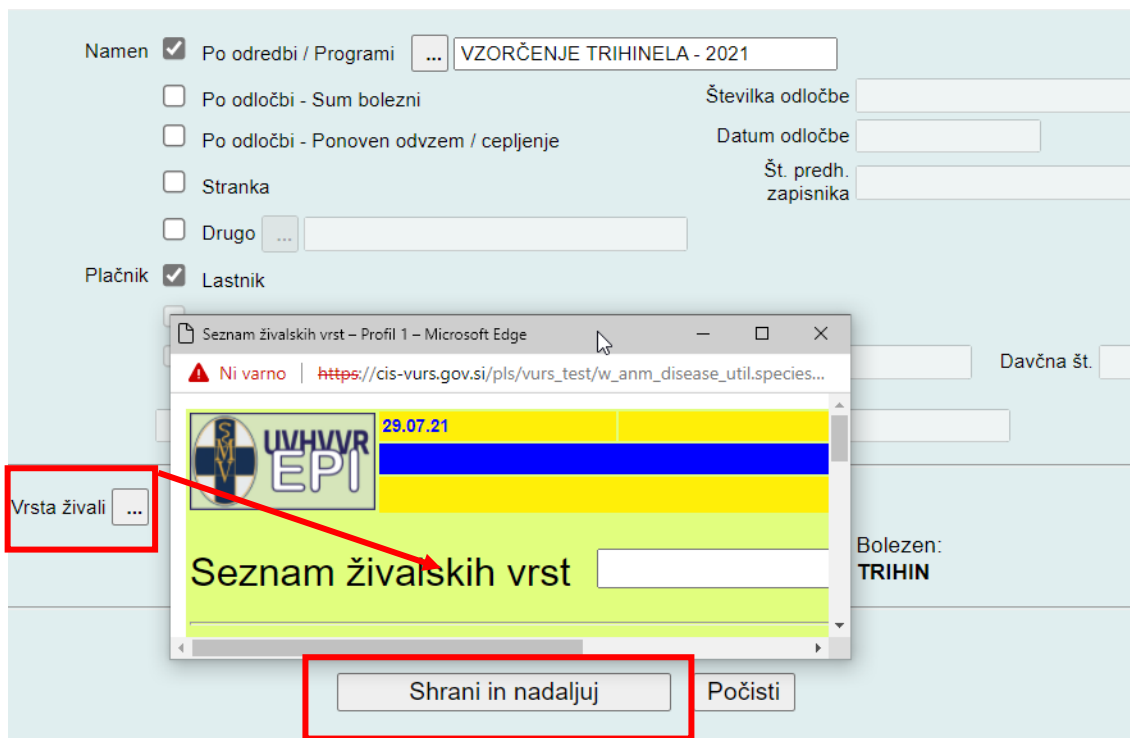 Namen Po odredbi / Programi ... VZORČENJE TRIHINELA - 2021
Po odločbi - Sum bolezni Številka odločbe
Po odločbi - Ponoven odvzem / cepljenje Datum odločbe
Stranka Št. predh. zapisnika
Drugo ...
Plačnik Lastnik
Seznam živalskih vrst – Profil 1 – Microsoft Edge
Ni varno https://cis-vurs.gov.si/pls/vurs_test/w_anm_disease_util.species...
Davčna št.
SMV UVHVVR
EPI
29.07.21
Vrsta živali ...
Seznam živalskih vrst
Bolezen:
TRIHIN
Shrani in nadaljuj Počisti